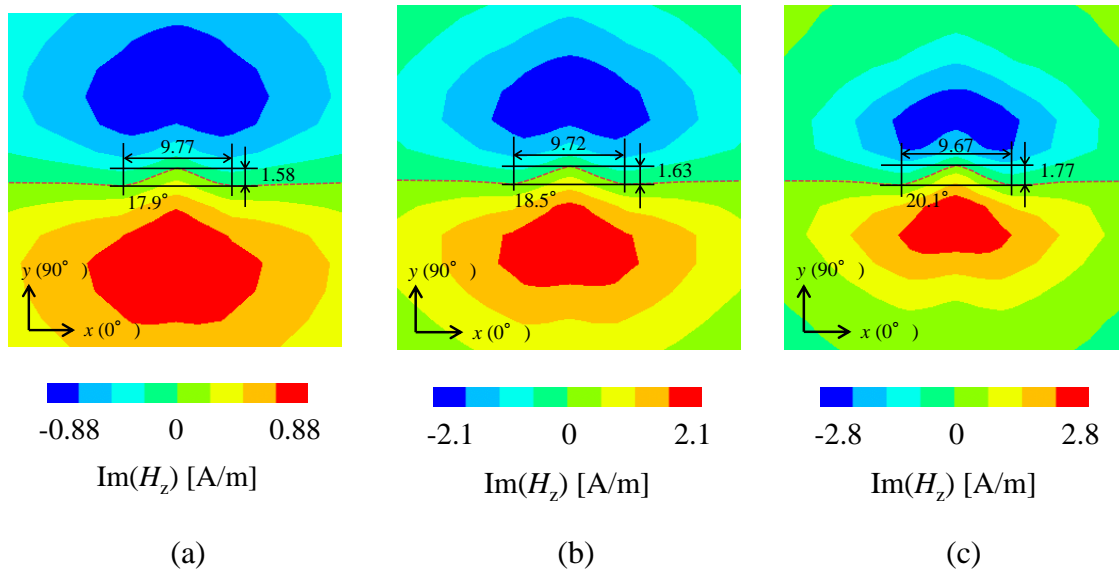 9.77
1.58
17.9°
y (90° )
x (0° )
-0.88 0 0.88
Im(Hz) [A/m]
(a)
9.72
1.63
18.5°
y (90° )
x (0° )
-2.1 0 2.1
Im(Hz) [A/m]
(b)
9.67
1.77
20.1°
y (90° )
x (0° )
-2.8 0 2.8
Im(Hz) [A/m]
(c)